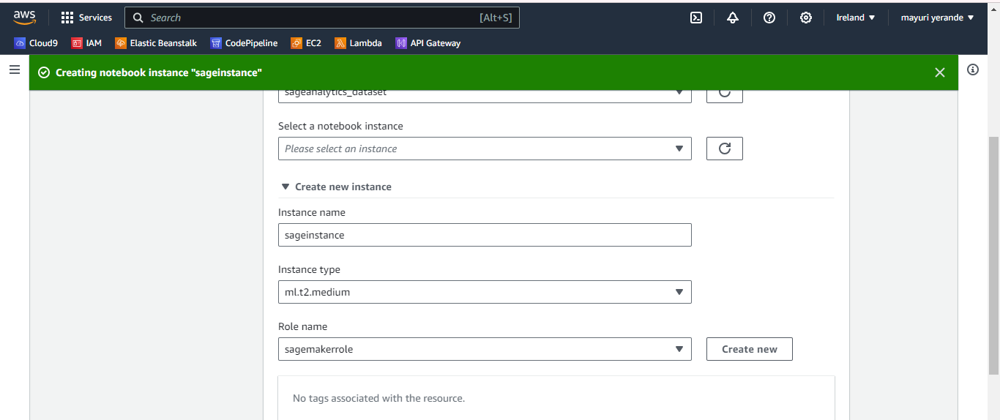 aws
Services
Search
[Alt+S]
Ireland
mayuri yerande
Cloud9
IAM
Elastic Beanstalk
CodePipeline
EC2
Lambda
API Gateway
Creating notebook instance "sageinstance"
sageanalytics_dataset
Select a notebook instance
Please select an instance
Create new instance
Instance name
sageinstance
Instance type
ml.t2.medium
Role name
sagemakerrole
Create new
No tags associated with the resource.